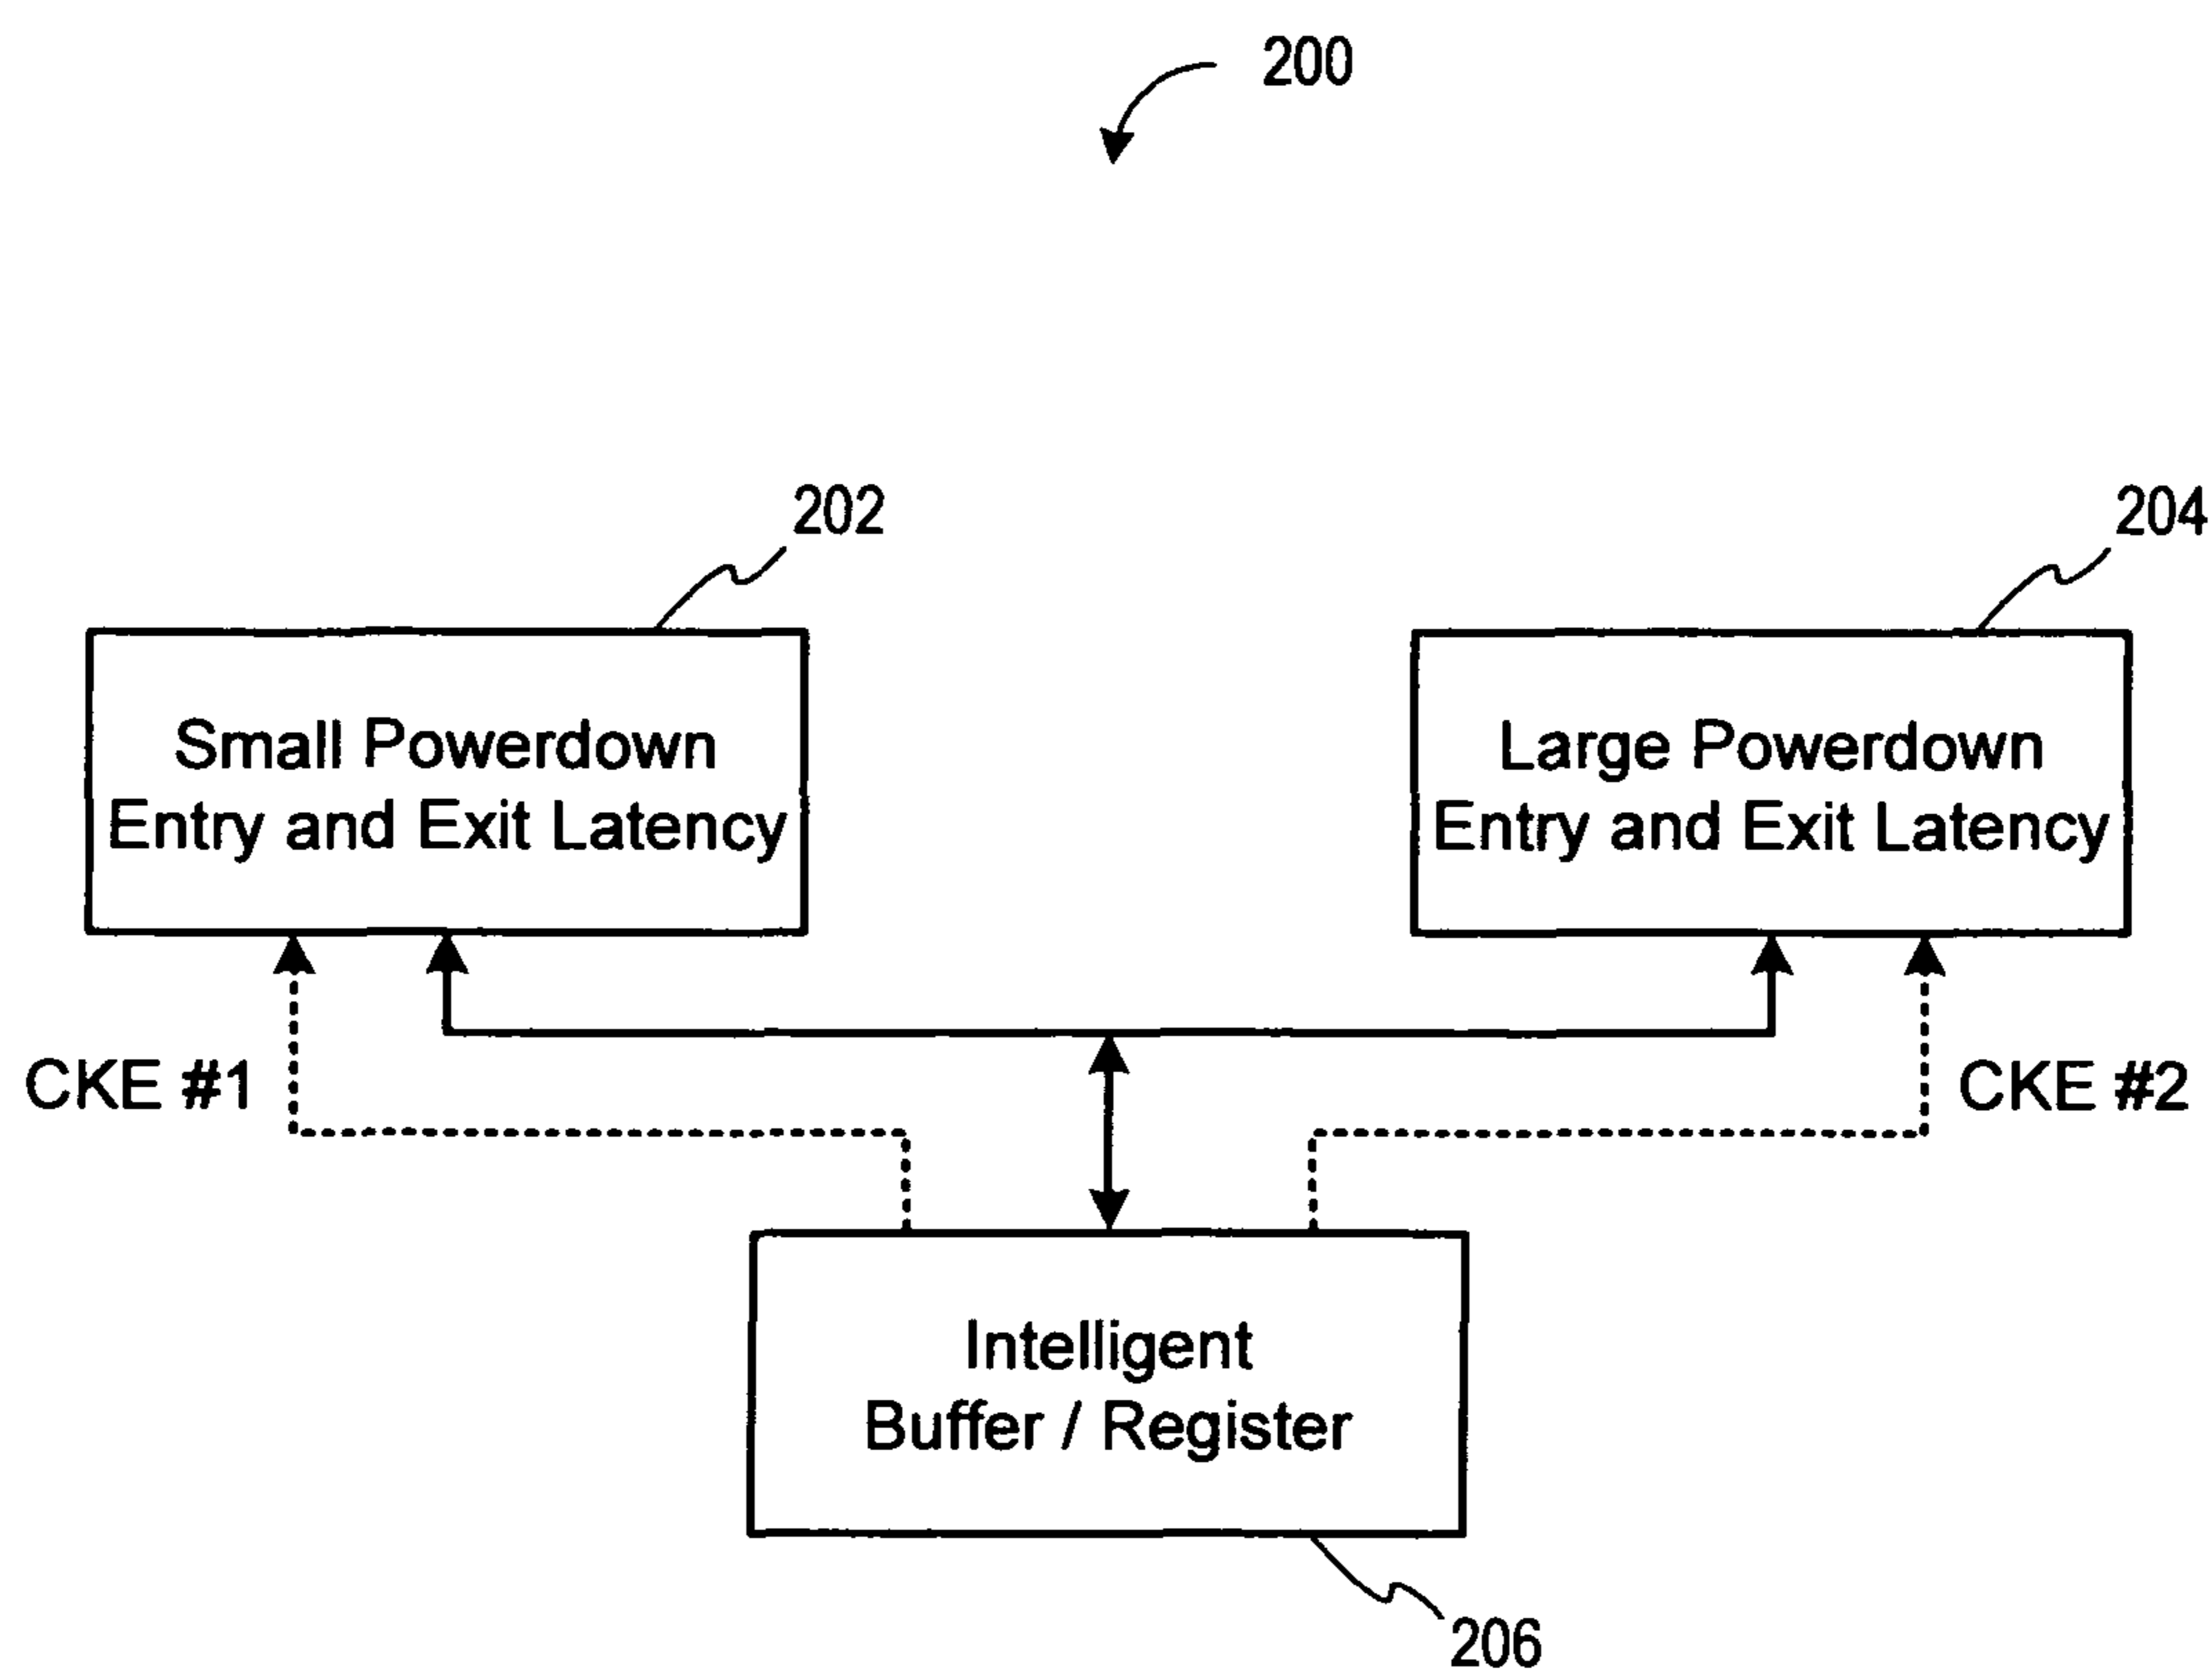 200
202
204
Small Powerdown
Entry and Exit Latency
Large Powerdown
Entry and Exit Latency
CKE #1
CKE #2
Intelligent
Buffer / Register
206